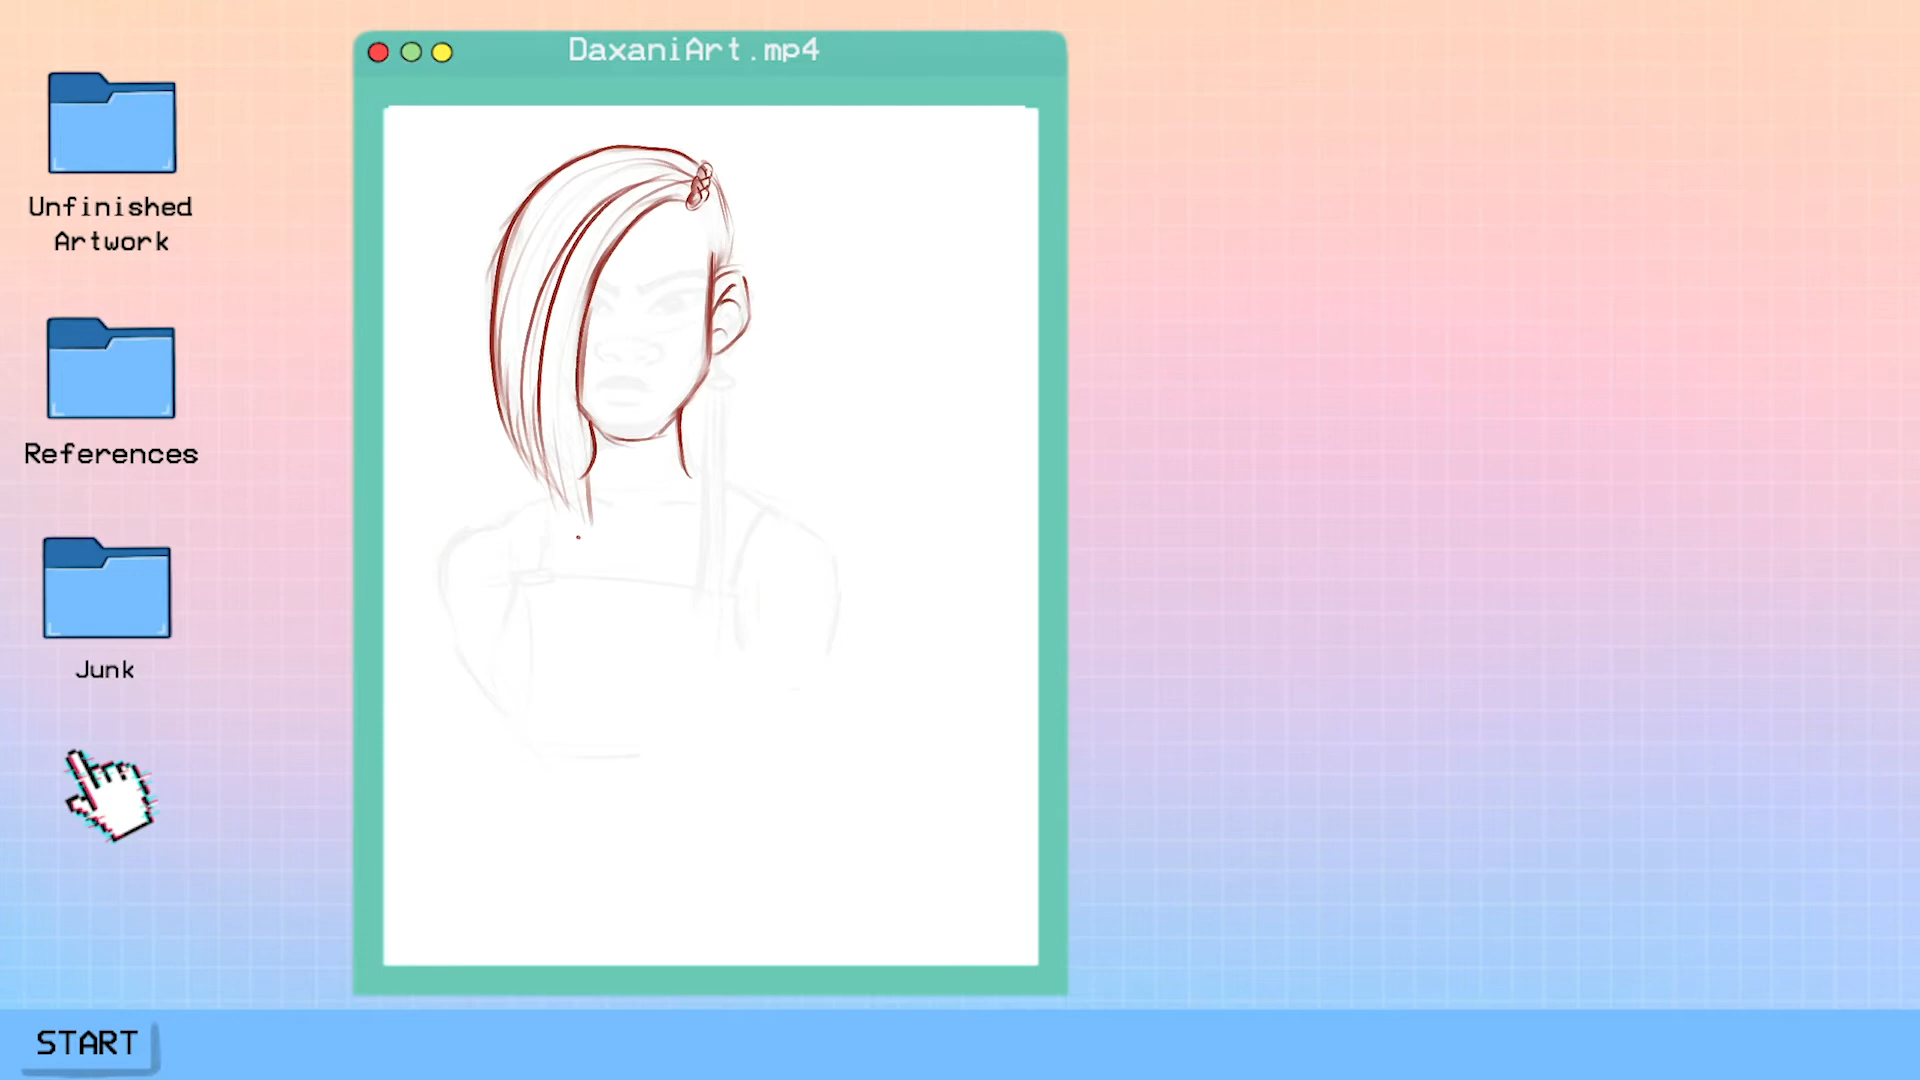 DaxaniArt.mp4
Unfinished
Artwork
References
Junk
START